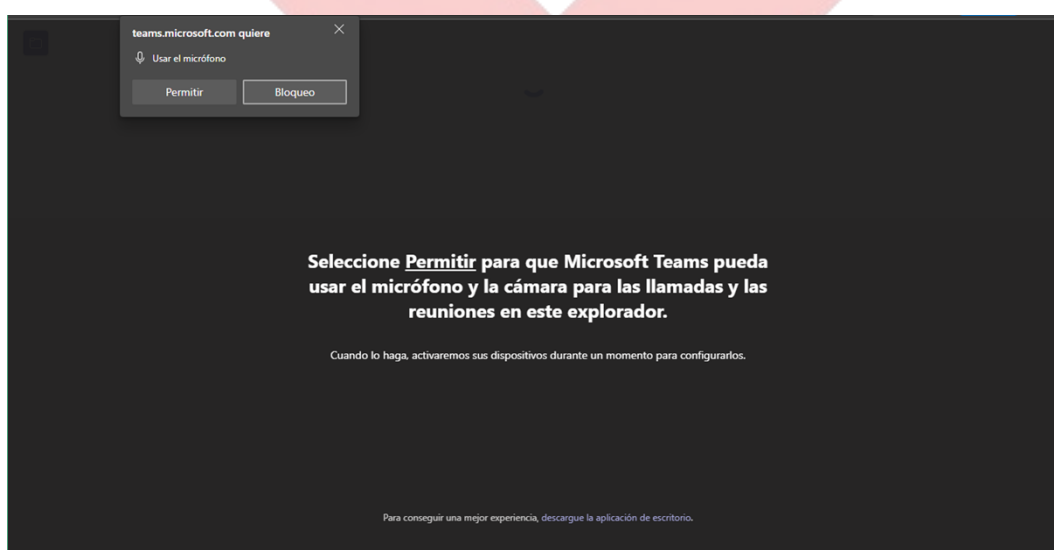 teams.microsoft.com quiere
Usar el micrófono
Permitir
Bloqueo
Seleccione Permitir para que Microsoft Teams pueda
usar el micrófono y la cámara para las llamadas y las
reuniones en este explorador.
Cuando lo haga, activaremos sus dispositivos durante un momento para configurarlos.
Para conseguir una mejor experiencia, descargue la aplicación de escritorio.